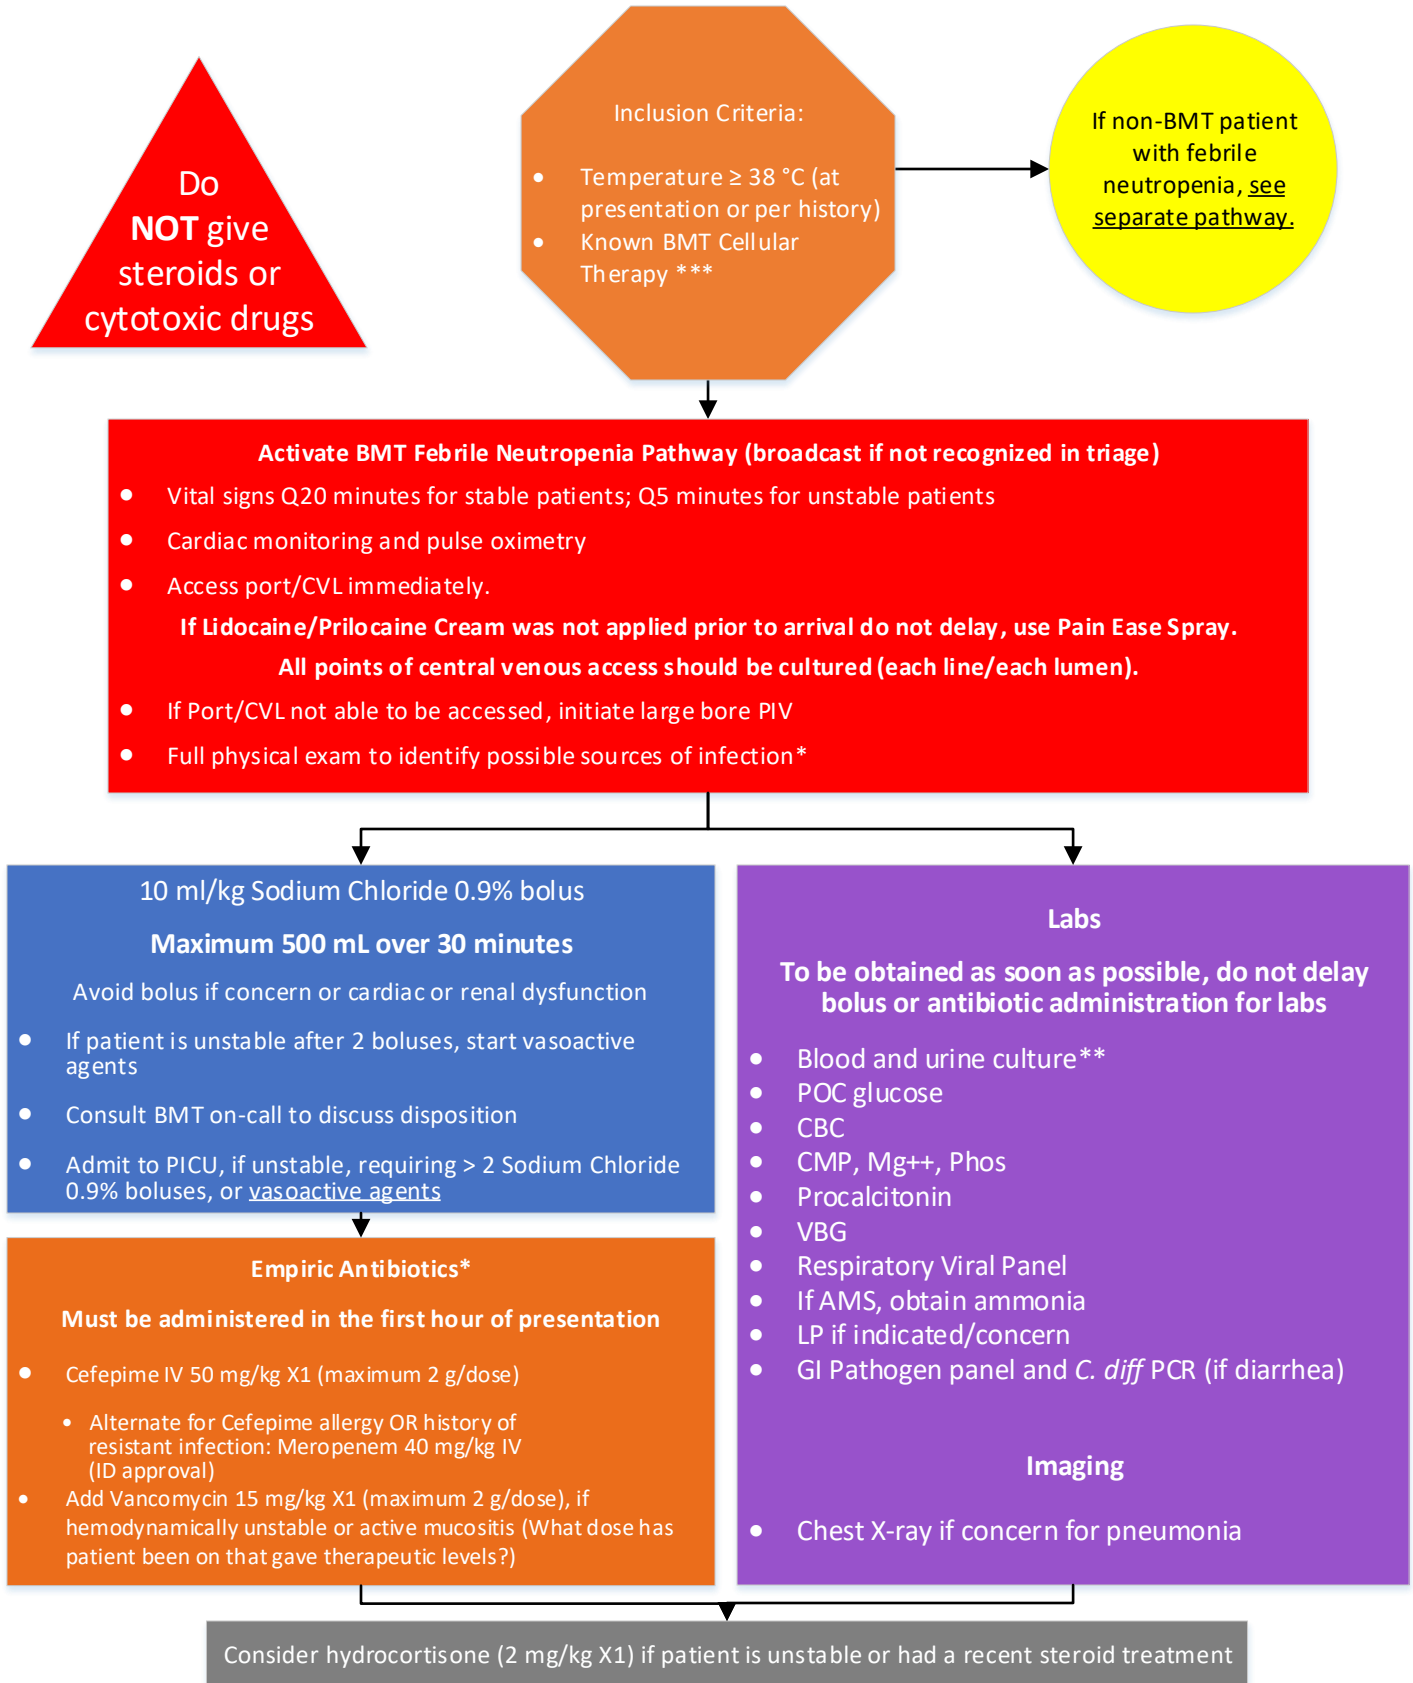 Do
NOT give
steroids or
cytotoxic drugs
Inclusion Criteria:
• Temperature ≥ 38 °C (at
presentation or per history)
• Known BMT Cellular
Therapy ***
If non-BMT patient
with febrile
neutropenia, see
separate pathway.
Activate BMT Febrile Neutropenia Pathway (broadcast if not recognized in triage)
• Vital signs Q20 minutes for stable patients; Q5 minutes for unstable patients
• Cardiac monitoring and pulse oximetry
• Access port/CVL immediately.
If Lidocaine/Prilocaine Cream was not applied prior to arrival do not delay, use Pain Ease Spray.
All points of central venous access should be cultured (each line/each lumen).
• If Port/CVL not able to be accessed, initiate large bore PIV
• Full physical exam to identify possible sources of infection*
10 ml/kg Sodium Chloride 0.9% bolus
Maximum 500 mL over 30 minutes
Avoid bolus if concern or cardiac or renal dysfunction
• If patient is unstable after 2 boluses, start vasoactive
agents
• Consult BMT on-call to discuss disposition
• Admit to PICU, if unstable, requiring > 2 Sodium Chloride
0.9% boluses, or vasoactive agents
Empiric Antibiotics*
Must be administered in the first hour of presentation
• Cefepime IV 50 mg/kg X1 (maximum 2 g/dose)
• Alternate for Cefepime allergy OR history of
resistant infection: Meropenem 40 mg/kg IV
(ID approval)
• Add Vancomycin 15 mg/kg X1 (maximum 2 g/dose), if
hemodynamically unstable or active mucositis (What dose has
patient been on that gave therapeutic levels?)
Labs
To be obtained as soon as possible, do not delay
bolus or antibiotic administration for labs
• Blood and urine culture**
• POC glucose
• CBC
• CMP, Mg++, Phos
• Procalcitonin
• VBG
• Respiratory Viral Panel
• If AMS, obtain ammonia
• LP if indicated/concern
• GI Pathogen panel and C. diff PCR (if diarrhea)
Imaging
• Chest X-ray if concern for pneumonia
Consider hydrocortisone (2 mg/kg X1) if patient is unstable or had a recent steroid treatment